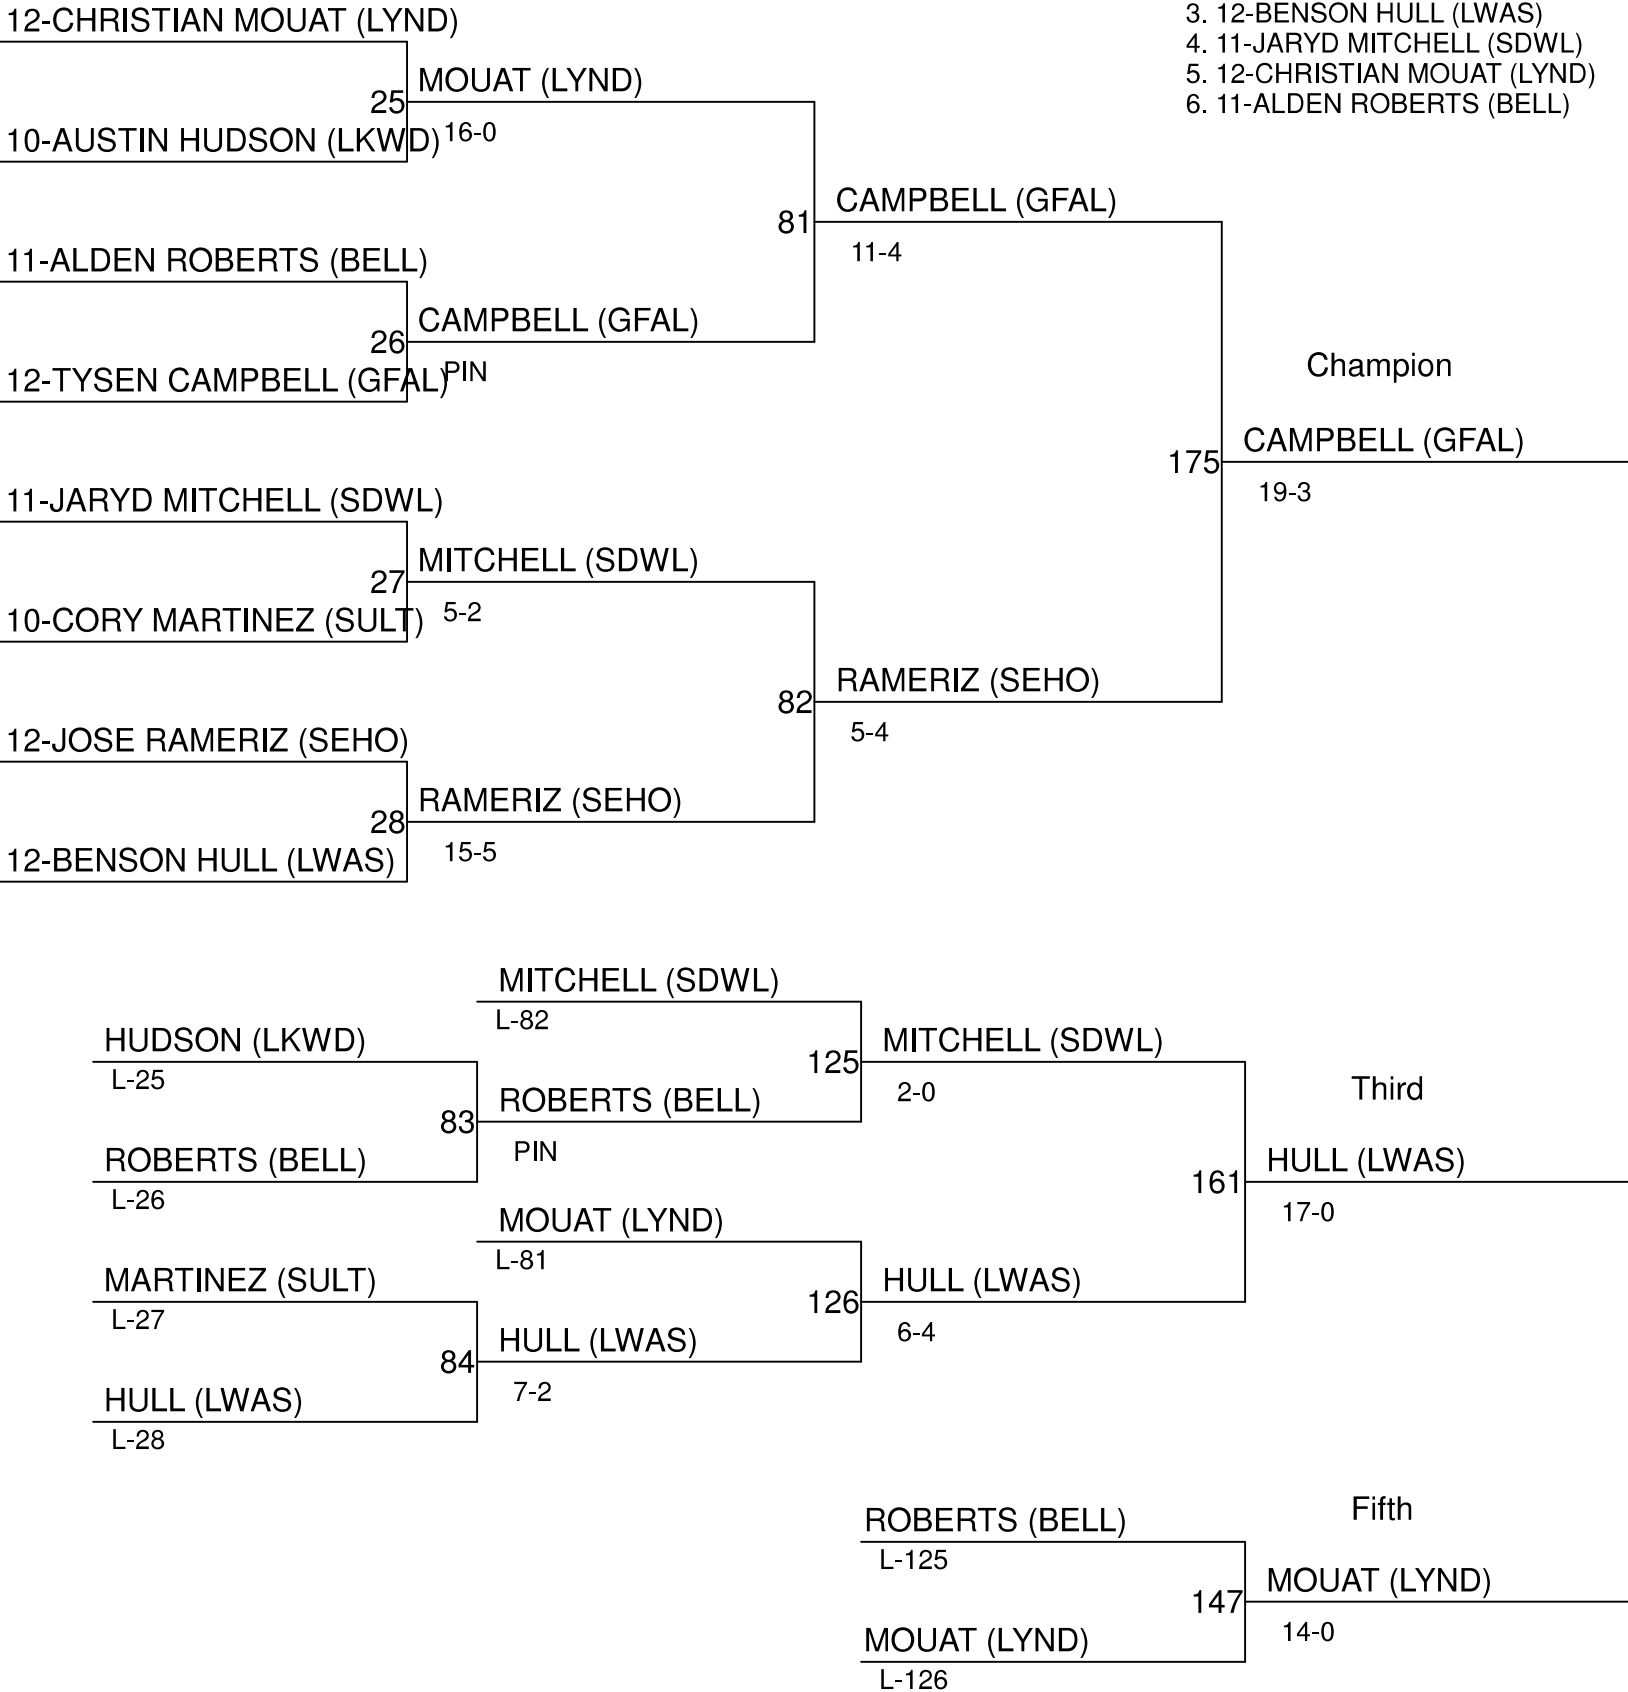 12-CHRISTIAN MOUAT (LYND)
3. 12-BENSON HULL (LWAS)
4. 11-JARYD MITCHELL (SDWL)
5. 12-CHRISTIAN MOUAT (LYND)
6. 11-ALDEN ROBERTS (BELL)
MOUAT (LYND)
25
16-0
10-AUSTIN HUDSON (LKWD)
CAMPBELL (GFAL)
81
11-4
11-ALDEN ROBERTS (BELL)
CAMPBELL (GFAL)
26
PIN
12-TYSEN CAMPBELL (GFAL)
Champion
CAMPBELL (GFAL)
175
19-3
11-JARYD MITCHELL (SDWL)
MITCHELL (SDWL)
27
5-2
10-CORY MARTINEZ (SULT)
RAMERIZ (SEHO)
82
5-4
12-JOSE RAMERIZ (SEHO)
RAMERIZ (SEHO)
28
15-5
12-BENSON HULL (LWAS)
MITCHELL (SDWL)
L-82
HUDSON (LKWD)
L-25
MITCHELL (SDWL)
125
2-0
ROBERTS (BELL)
83
PIN
ROBERTS (BELL)
L-26
Third
HULL (LWAS)
161
17-0
MOUAT (LYND)
L-81
MARTINEZ (SULT)
L-27
HULL (LWAS)
126
6-4
HULL (LWAS)
84
7-2
HULL (LWAS)
L-28
Fifth
ROBERTS (BELL)
L-125
MOUAT (LYND)
147
14-0
MOUAT (LYND)
L-126